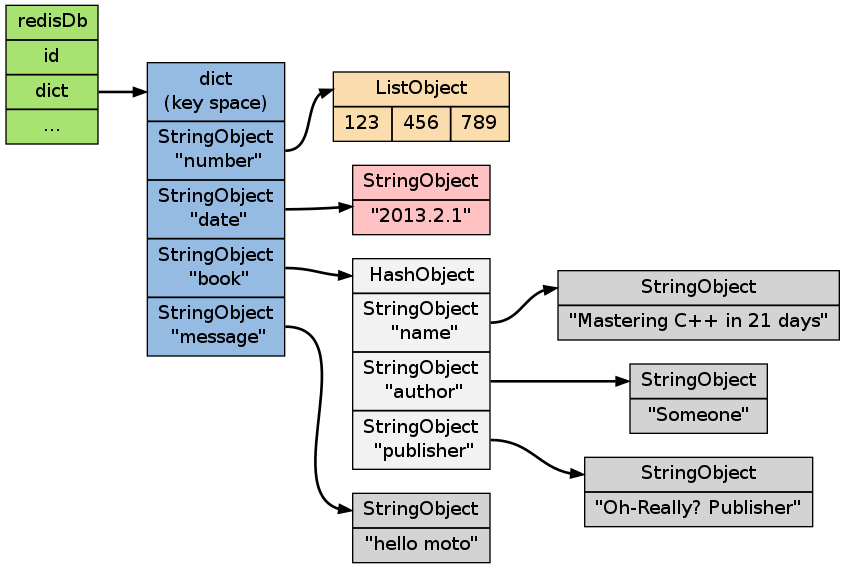 redisDb
id
dict
...
dict
(key space)
StringObject
"number"
StringObject
"date"
StringObject
"book"
StringObject
"message"
ListObject
123 456 789
StringObject
"2013.2.1"
HashObject
StringObject
"name"
StringObject
"author"
StringObject
"publisher"
StringObject
"hello moto"
StringObject
"Mastering C++ in 21 days"
StringObject
"Someone"
StringObject
"Oh-Really? Publisher"